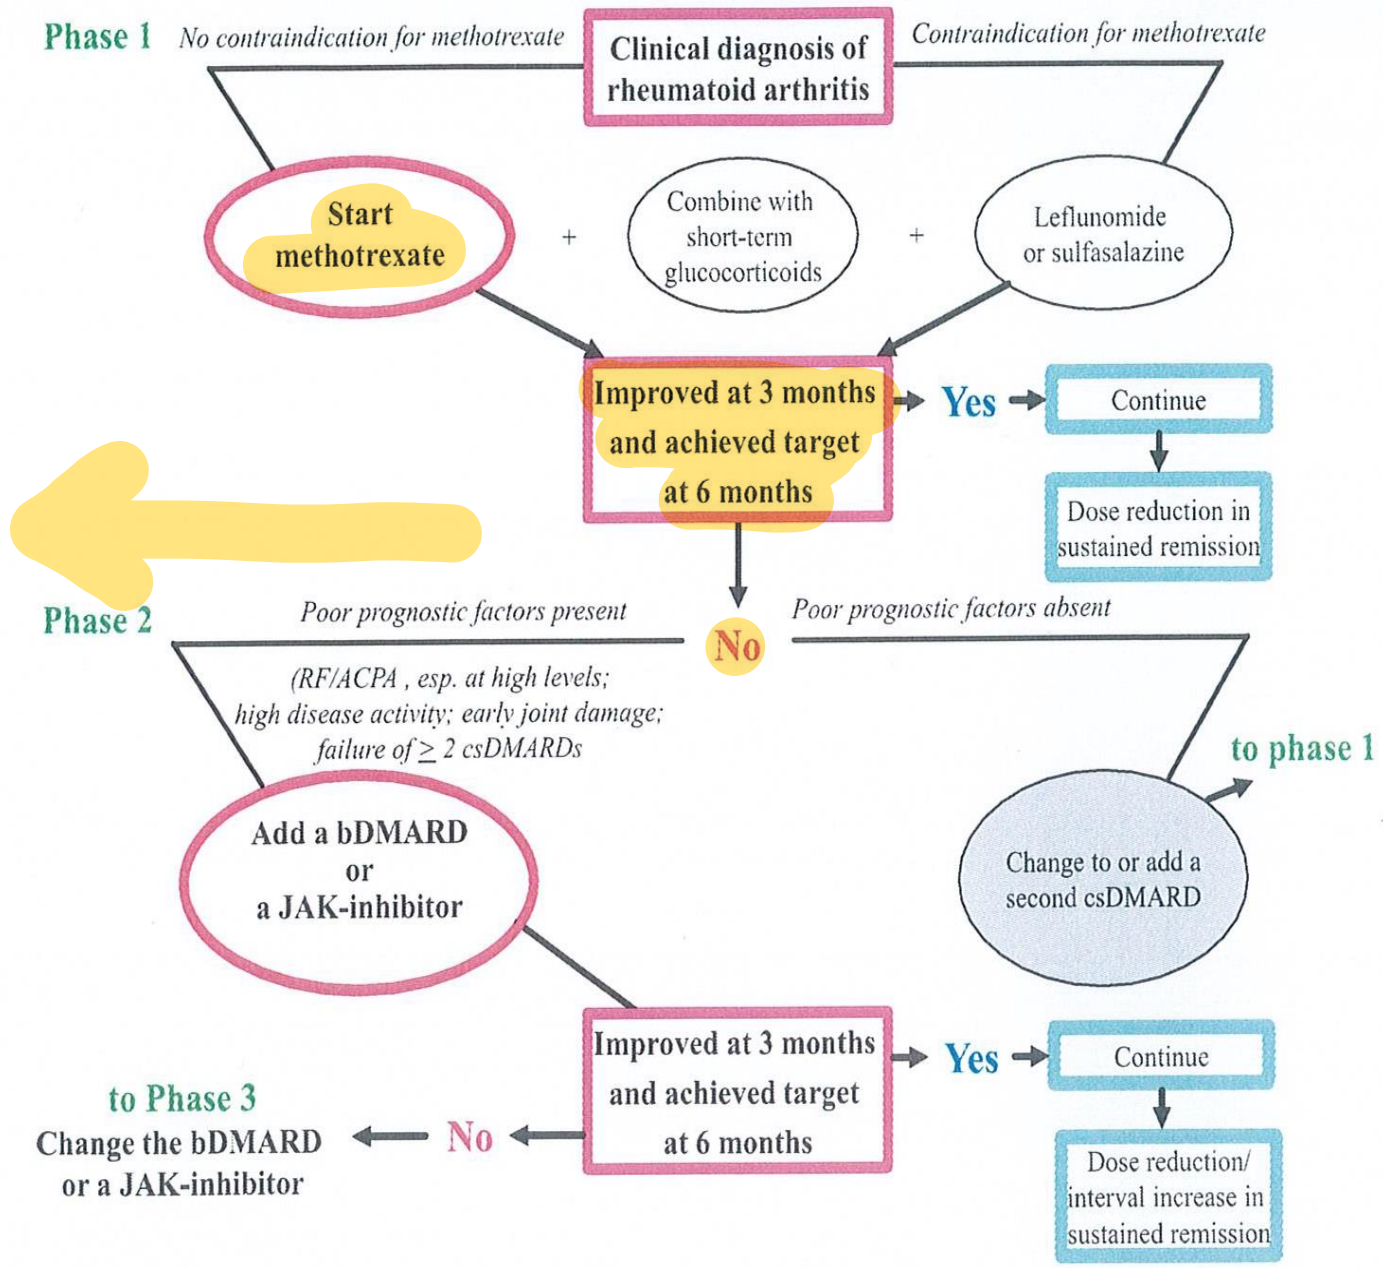 Phase 1
No contraindication for methotrexate
Clinical diagnosis of
rheumatoid arthritis
Contraindication for methotrexate
Start
methotrexate
+
Combine with
short-term
glucocorticoids
+
Leflunomide
or sulfasalazine
Improved at 3 months
and achieved target
at 6 months
Yes
Continue
Dose reduction in
sustained remission
Phase 2
Poor prognostic factors present
No
Poor prognostic factors absent
(RF/ACPA , esp. at high levels;
high disease activity; early joint damage;
failure of ≥ 2 csDMARDs
to phase 1
Add a bDMARD
or
a JAK-inhibitor
Change to or add a
second csDMARD
Improved at 3 months
and achieved target
at 6 months
Yes
Continue
Dose reduction/
interval increase in
sustained remission
No
to Phase 3
Change the bDMARD
or a JAK-inhibitor